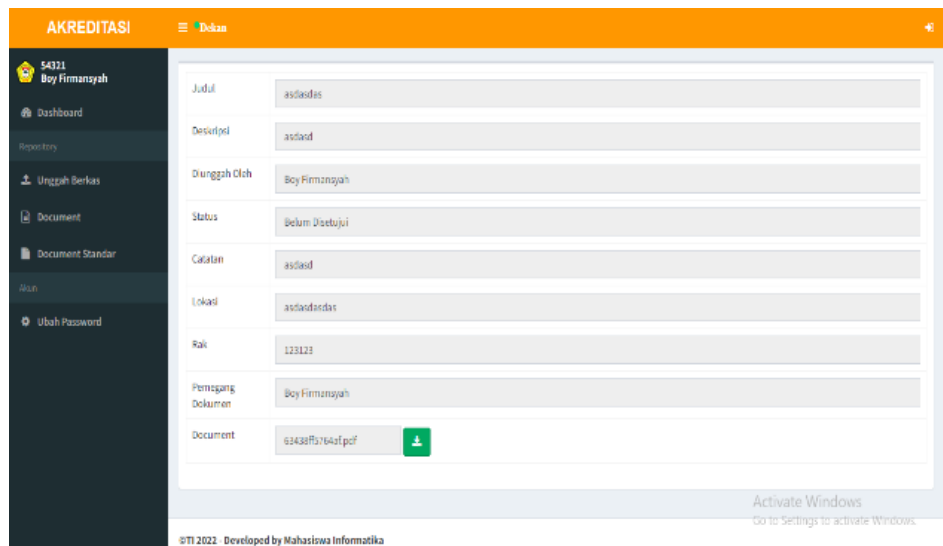 AKREDITASI
Dekan
54321
Boy Firmansyah
Dashboard
Repository
Unggah Berkas
Document
Document Standar
Akun
Ubah Password
Judul
asdasdas
Deskripsi
asdasd
Diunggah Oleh
Boy Firmansyah
Status
Belum Disetujui
Catatan
asdasd
Lokasi
asdasdasdas
Rak
123123
Pemegang
Dokumen
Boy Firmansyah
Document
63438ff5764af.pdf
Activate Windows
Go to Settings to activate Windows.
©TI 2022 - Developed by Mahasiswa Informatika